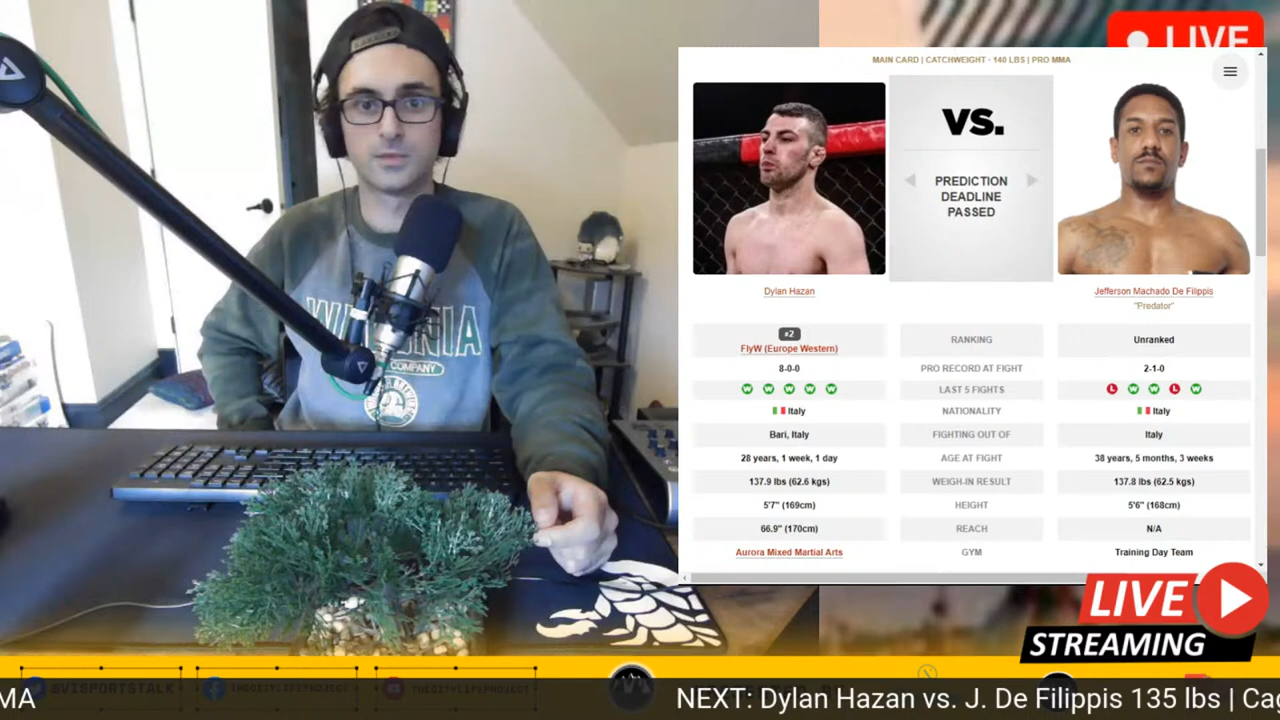 LIVE
MAIN CARD | CATCHWEIGHT · 140 LBS | PRO MMA
VS.
PREDICTION
DEADLINE
PASSED
Dylan Hazan
Jefferson Machado De Filippis
"Predator"
#2
FlyW (Europe Western)
RANKING
Unranked
8-0-0
PRO RECORD AT FIGHT
2-1-0
W W W W W
LAST 5 FIGHTS
L W W L W
Italy
NATIONALITY
Italy
Bari, Italy
FIGHTING OUT OF
Italy
28 years, 1 week, 1 day
AGE AT FIGHT
38 years, 5 months, 3 weeks
137.9 lbs (62.6 kgs)
WEIGH-IN RESULT
137.8 lbs (62.5 kgs)
5'7" (169cm)
HEIGHT
5'6" (168cm)
66.9" (170cm)
REACH
N/A
Aurora Mixed Martial Arts
GYM
Training Day Team
COMPANY
LIVE
STREAMING
@VISPORTSTALK
THECITYLIFEPROJECT
THECITYLIFEPROJECT
MA
NEXT: Dylan Hazan vs. J. De Filippis 135 lbs | Cag